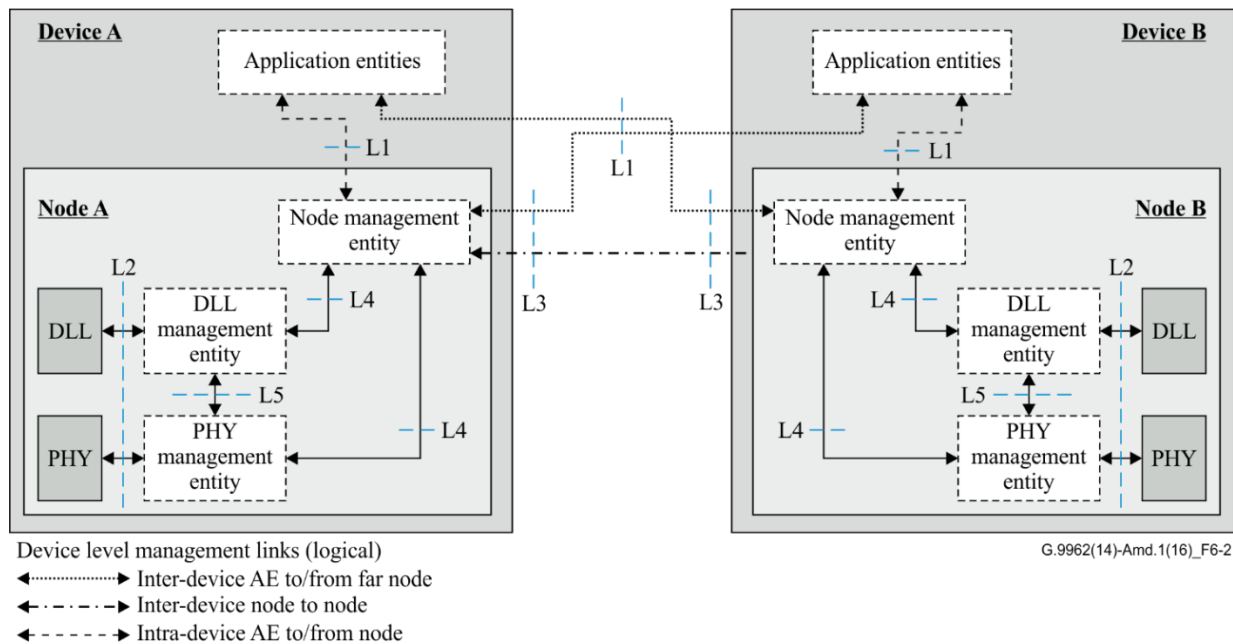 Device A
Application entities
L1
Node A
Node management
entity
L2
L4
DLL
DLL
management
entity
L5
PHY
PHY
management
entity
L4
L1
L3
L3
Device B
Application entities
L1
Node B
Node management
entity
L4
L2
DLL
management
entity
DLL
L5
L4
PHY
management
entity
PHY
Device level management links (logical)
G.9962(14)-Amd.1(16)_F6-2
Inter-device AE to/from far node
Inter-device node to node
Intra-device AE to/from node